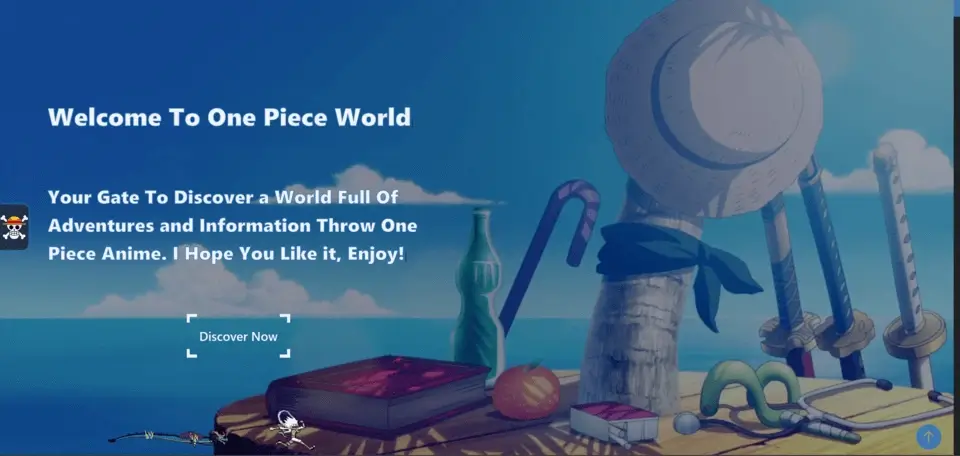 Welcome To One Piece World
Your Gate To Discover a World Full Of
Adventures and Information Throw One
Piece Anime. I Hope You Like it, Enjoy!
Discover Now